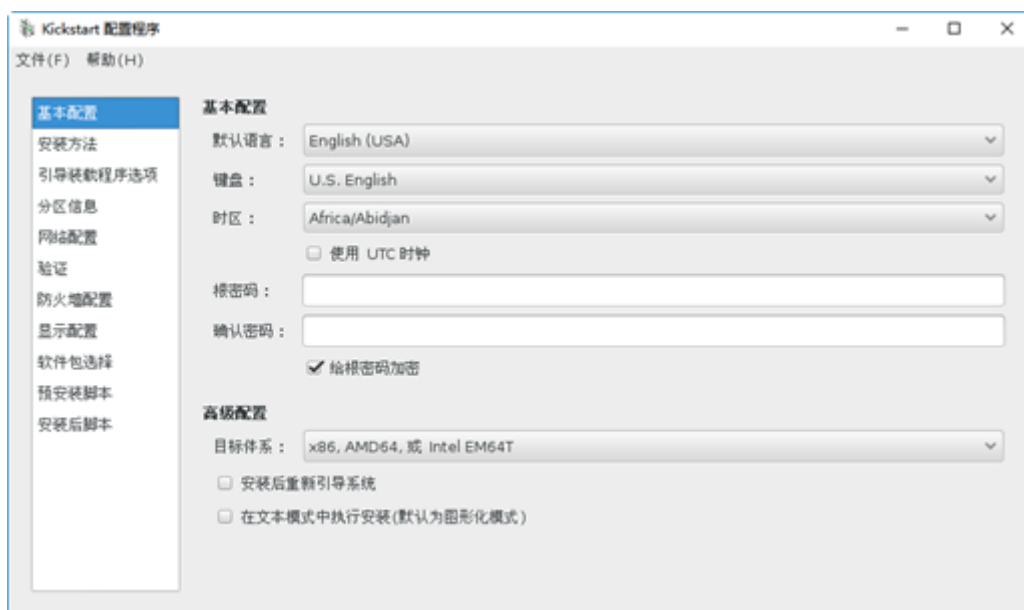 Kickstart 配置程序
文件(F) 帮助(H)
基本配置
安装方法
引导装载程序选项
分区信息
网络配置
验证
防火墙配置
显示配置
软件包选择
预安装脚本
安装后脚本
基本配置
默认语言： English (USA)
键盘： U.S. English
时区： Africa/Abidjan
使用 UTC 时钟
根密码：
确认密码：
给根密码加密
高级配置
目标体系： x86, AMD64, 或 Intel EM64T
安装后重新引导系统
在文本模式中执行安装(默认为图形化模式)